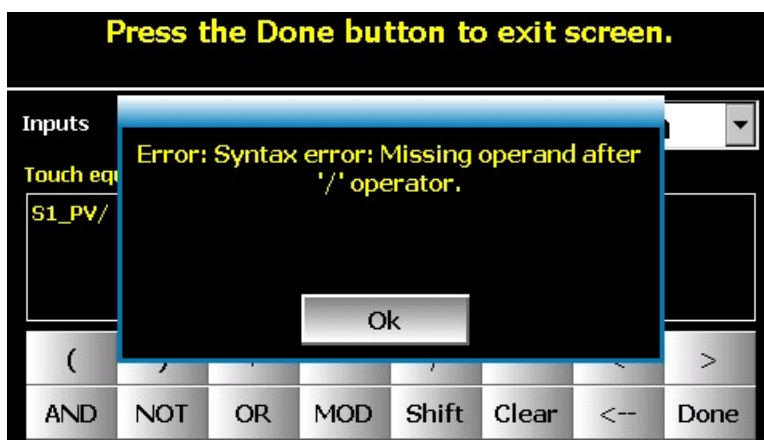 Press the Done button to exit screen.
Inputs
Error: Syntax error: Missing operand after
'/' operator.
Touch equ
S1_PV/
Ok
( ) / < >
AND NOT OR MOD Shift Clear <-- Done